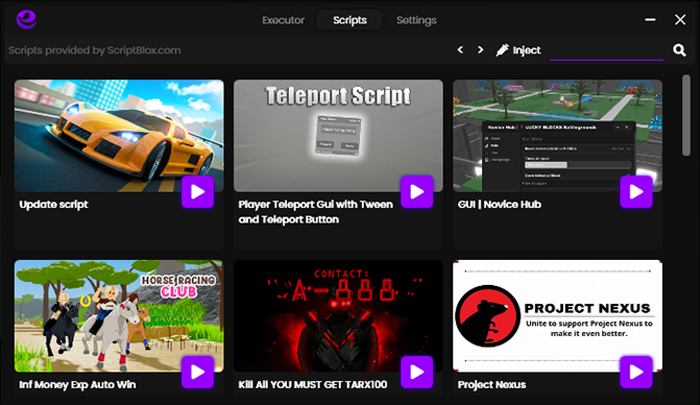 Executor
Scripts
Settings
Scripts provided by ScriptBlox.com
Inject
Teleport Script
Update script
Player Teleport Gui with Tween
and Teleport Button
Novice Hub
LUCKY BLOCKS Battlegrounds
GUI | Novice Hub
HORSE RACING
CLUB
Inf Money Exp Auto Win
CONTACT:
Kill All YOU MUST GET TARX100
PROJECT NEXUS
Unite to support Project Nexus to
make it even better.
Project Nexus